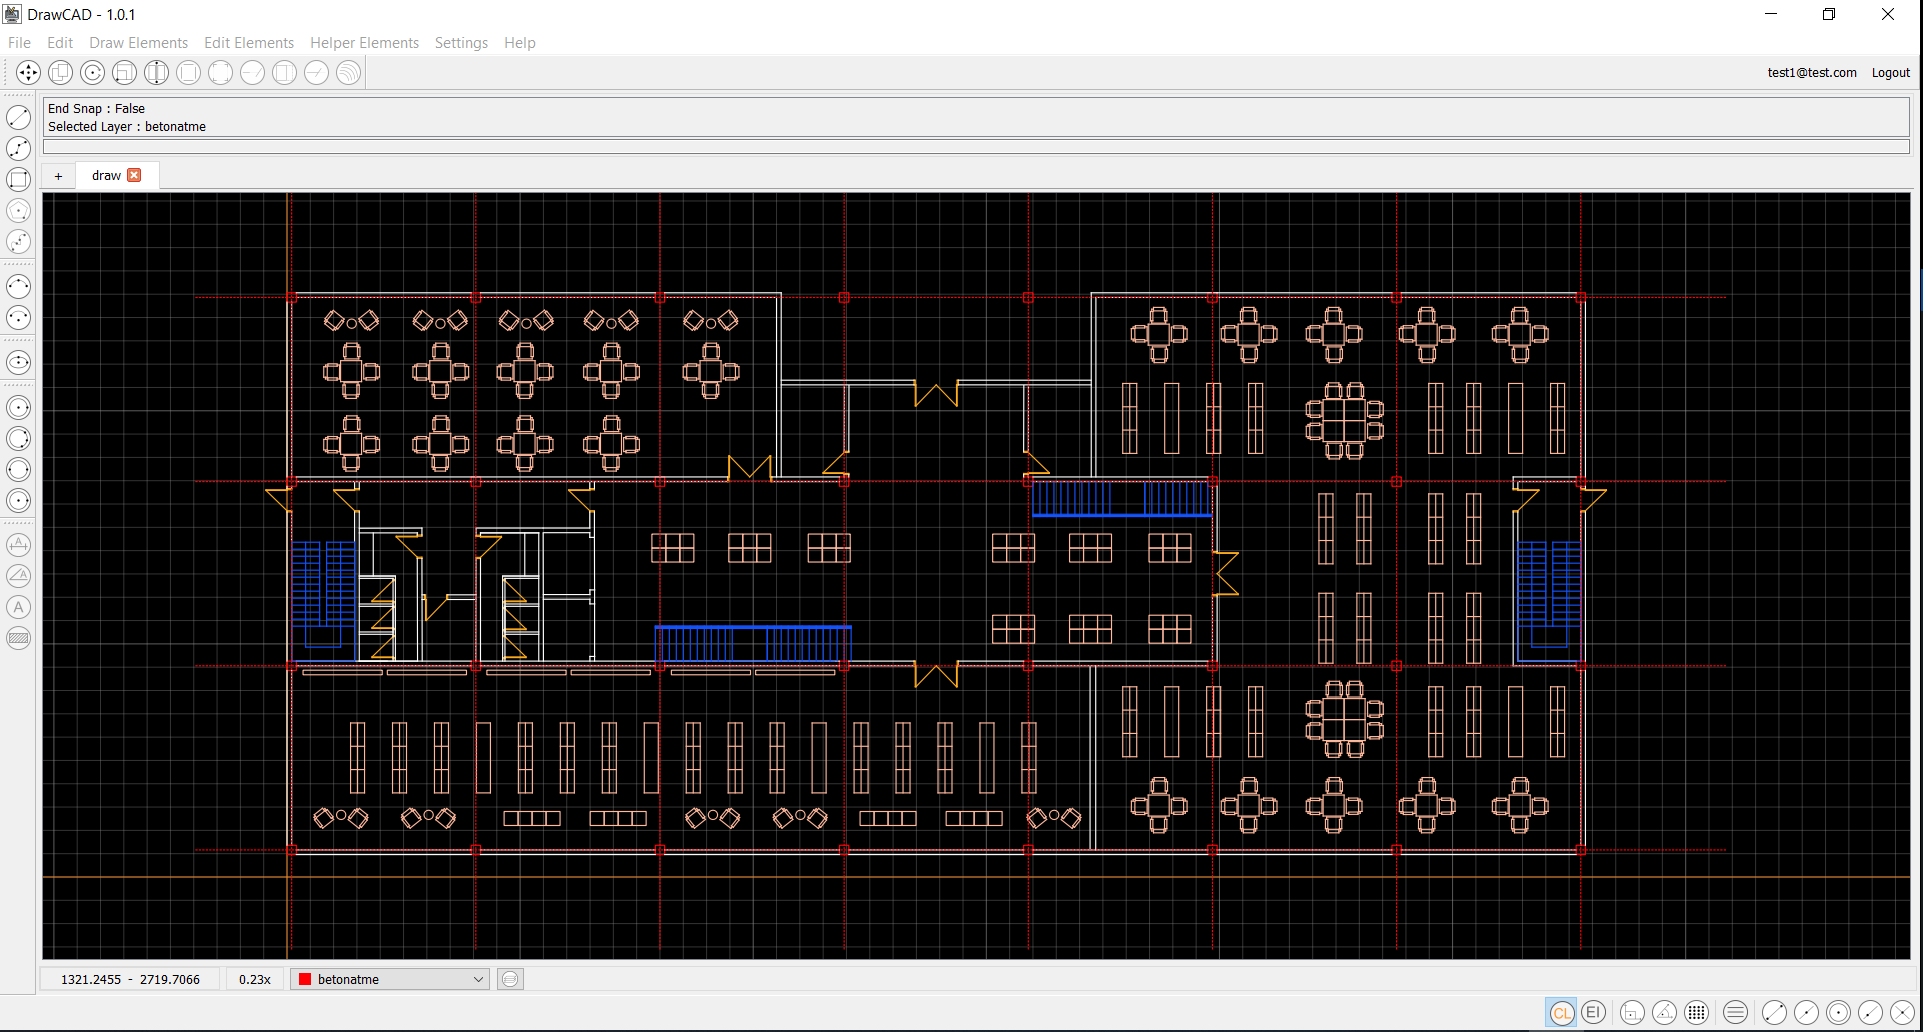 DrawCAD - 1.0.1
File Edit Draw Elements Edit Elements Helper Elements Settings Help
test1@test.com Logout
End Snap : False
Selected Layer : betonatme
+ draw
A
A
A
1321.2455 - 2719.7066 0.23x betonatme
CL EI